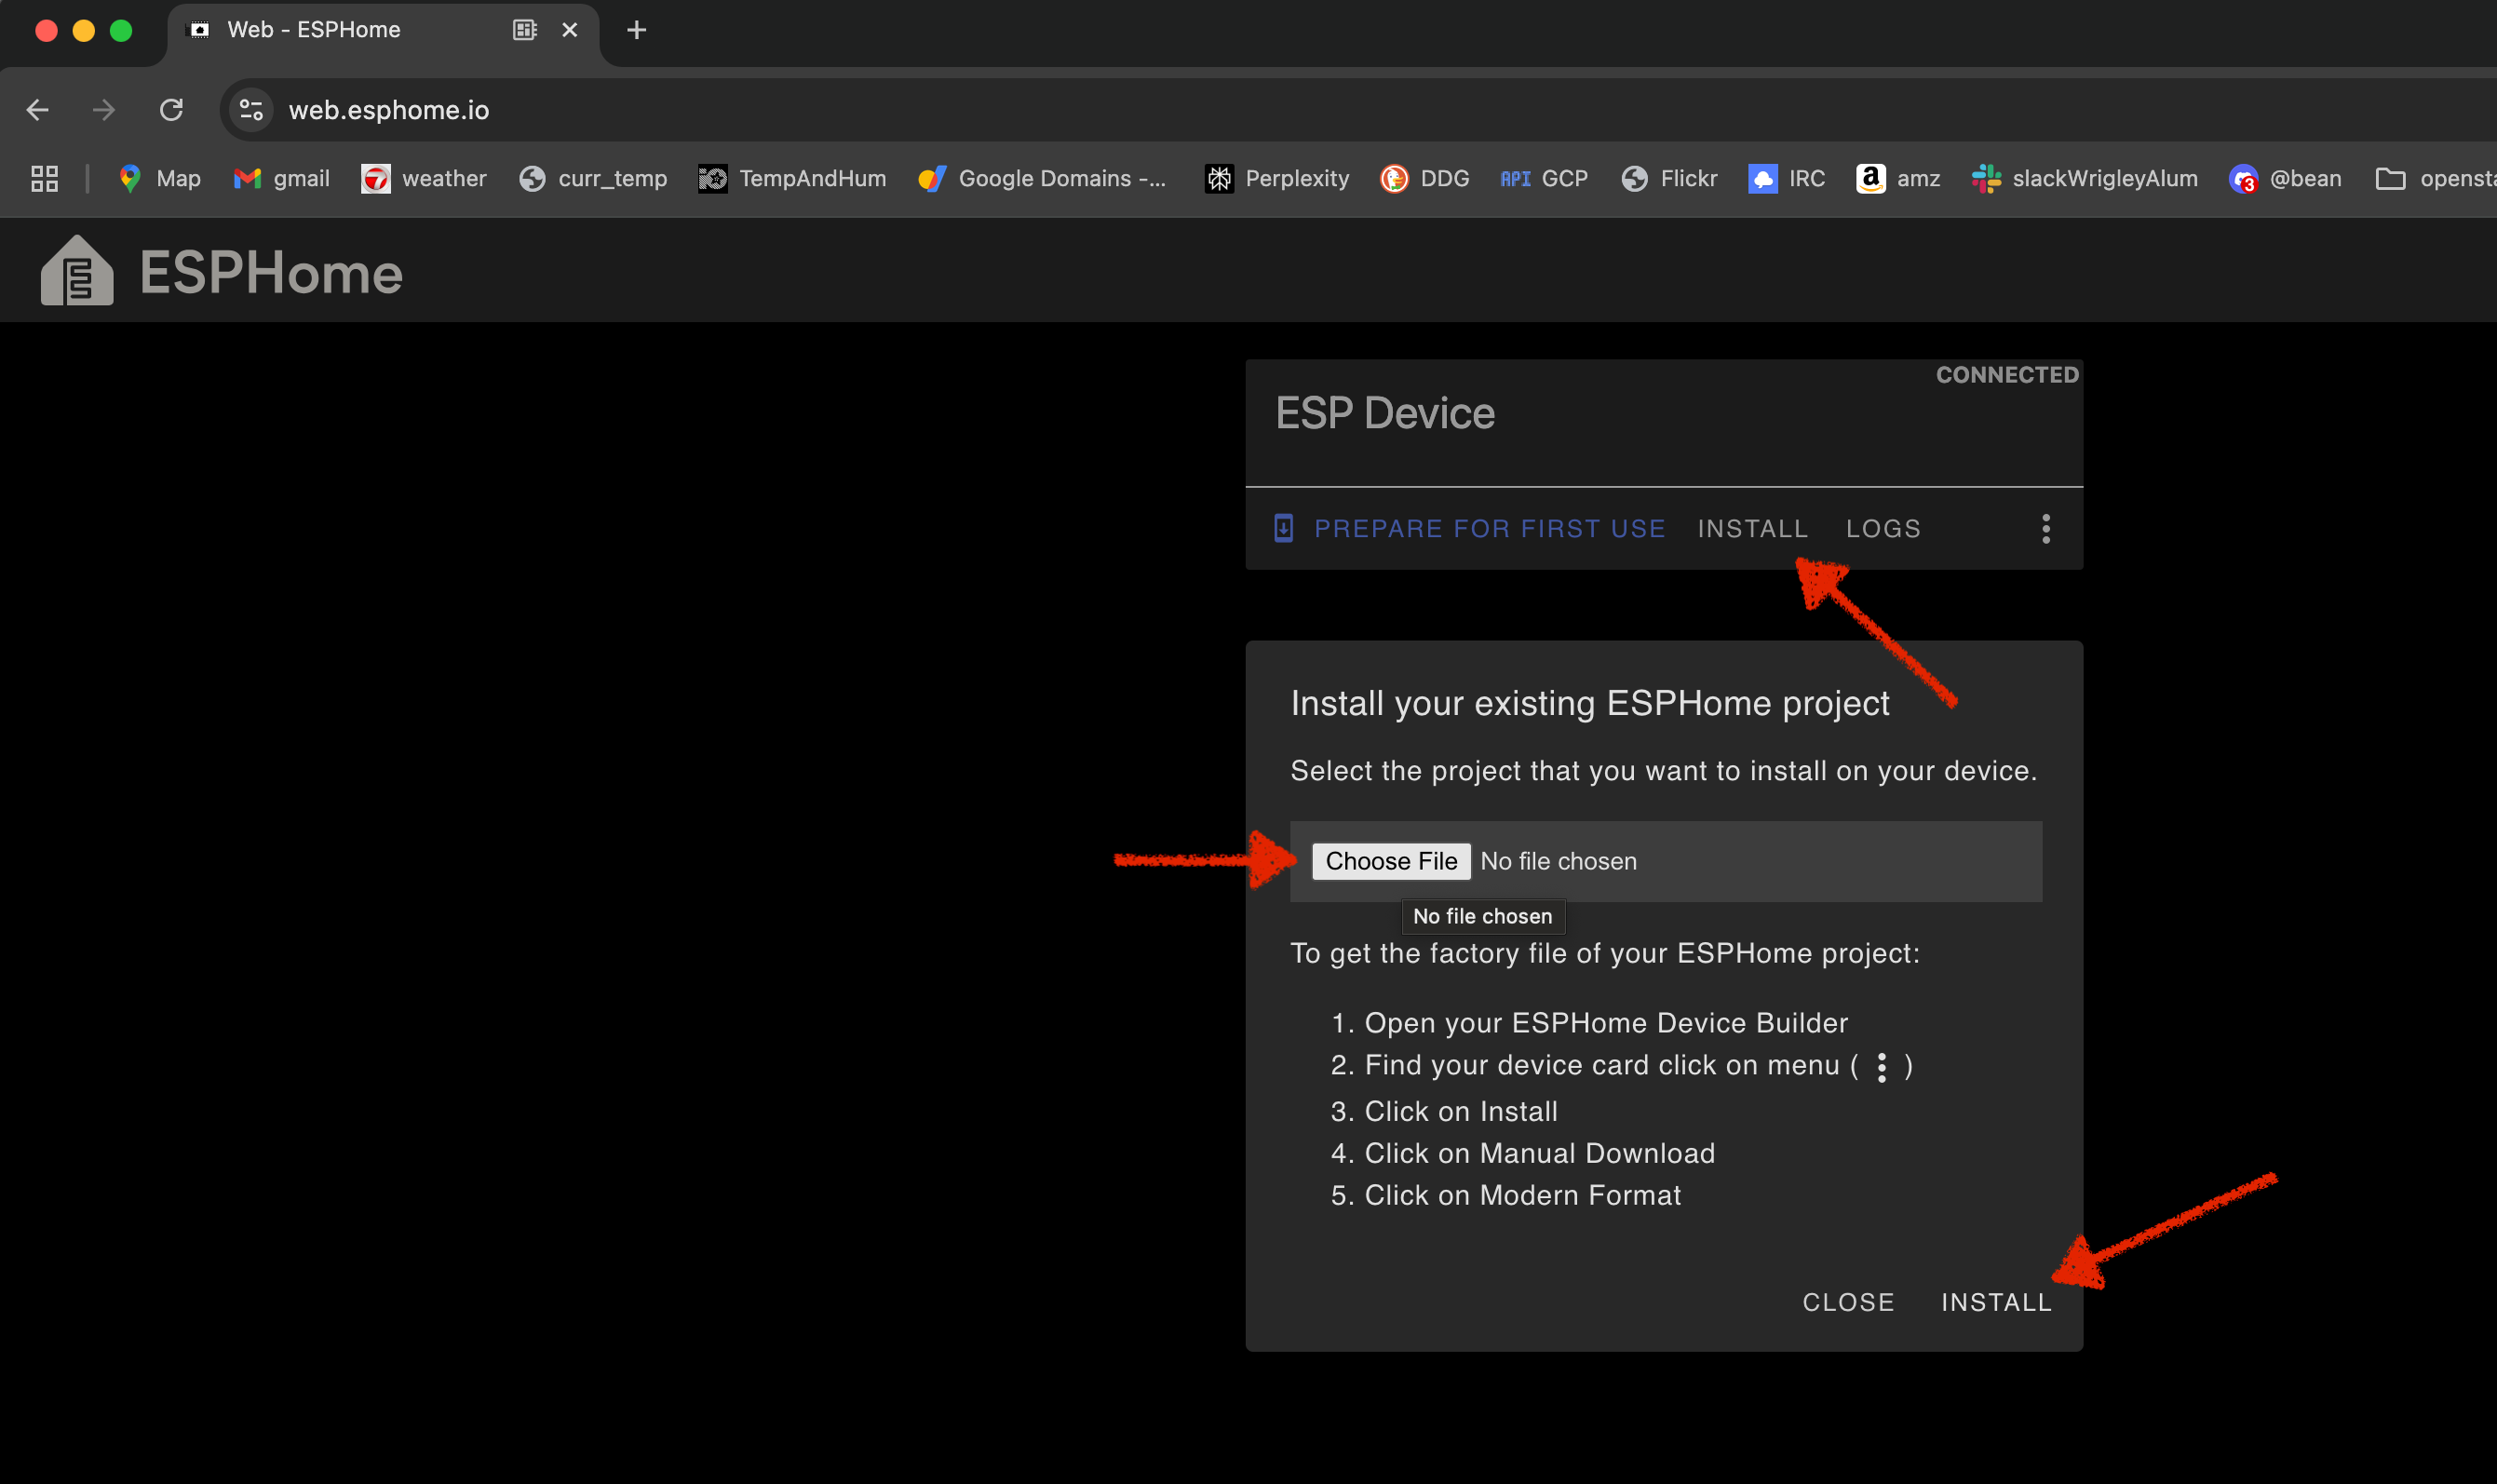 Web - ESPHome
web.esphome.io
Map gmail weather curr_temp TempAndHum Google Domains -... Perplexity DDG API GCP Flickr IRC amz slackWrigleyAlum 3 @bean opensta
ESPHome
CONNECTED
ESP Device
PREPARE FOR FIRST USE INSTALL LOGS
Install your existing ESPHome project
Select the project that you want to install on your device.
Choose File No file chosen
No file chosen
To get the factory file of your ESPHome project:
1. Open your ESPHome Device Builder
2. Find your device card click on menu ( ⋮ )
3. Click on Install
4. Click on Manual Download
5. Click on Modern Format
CLOSE INSTALL